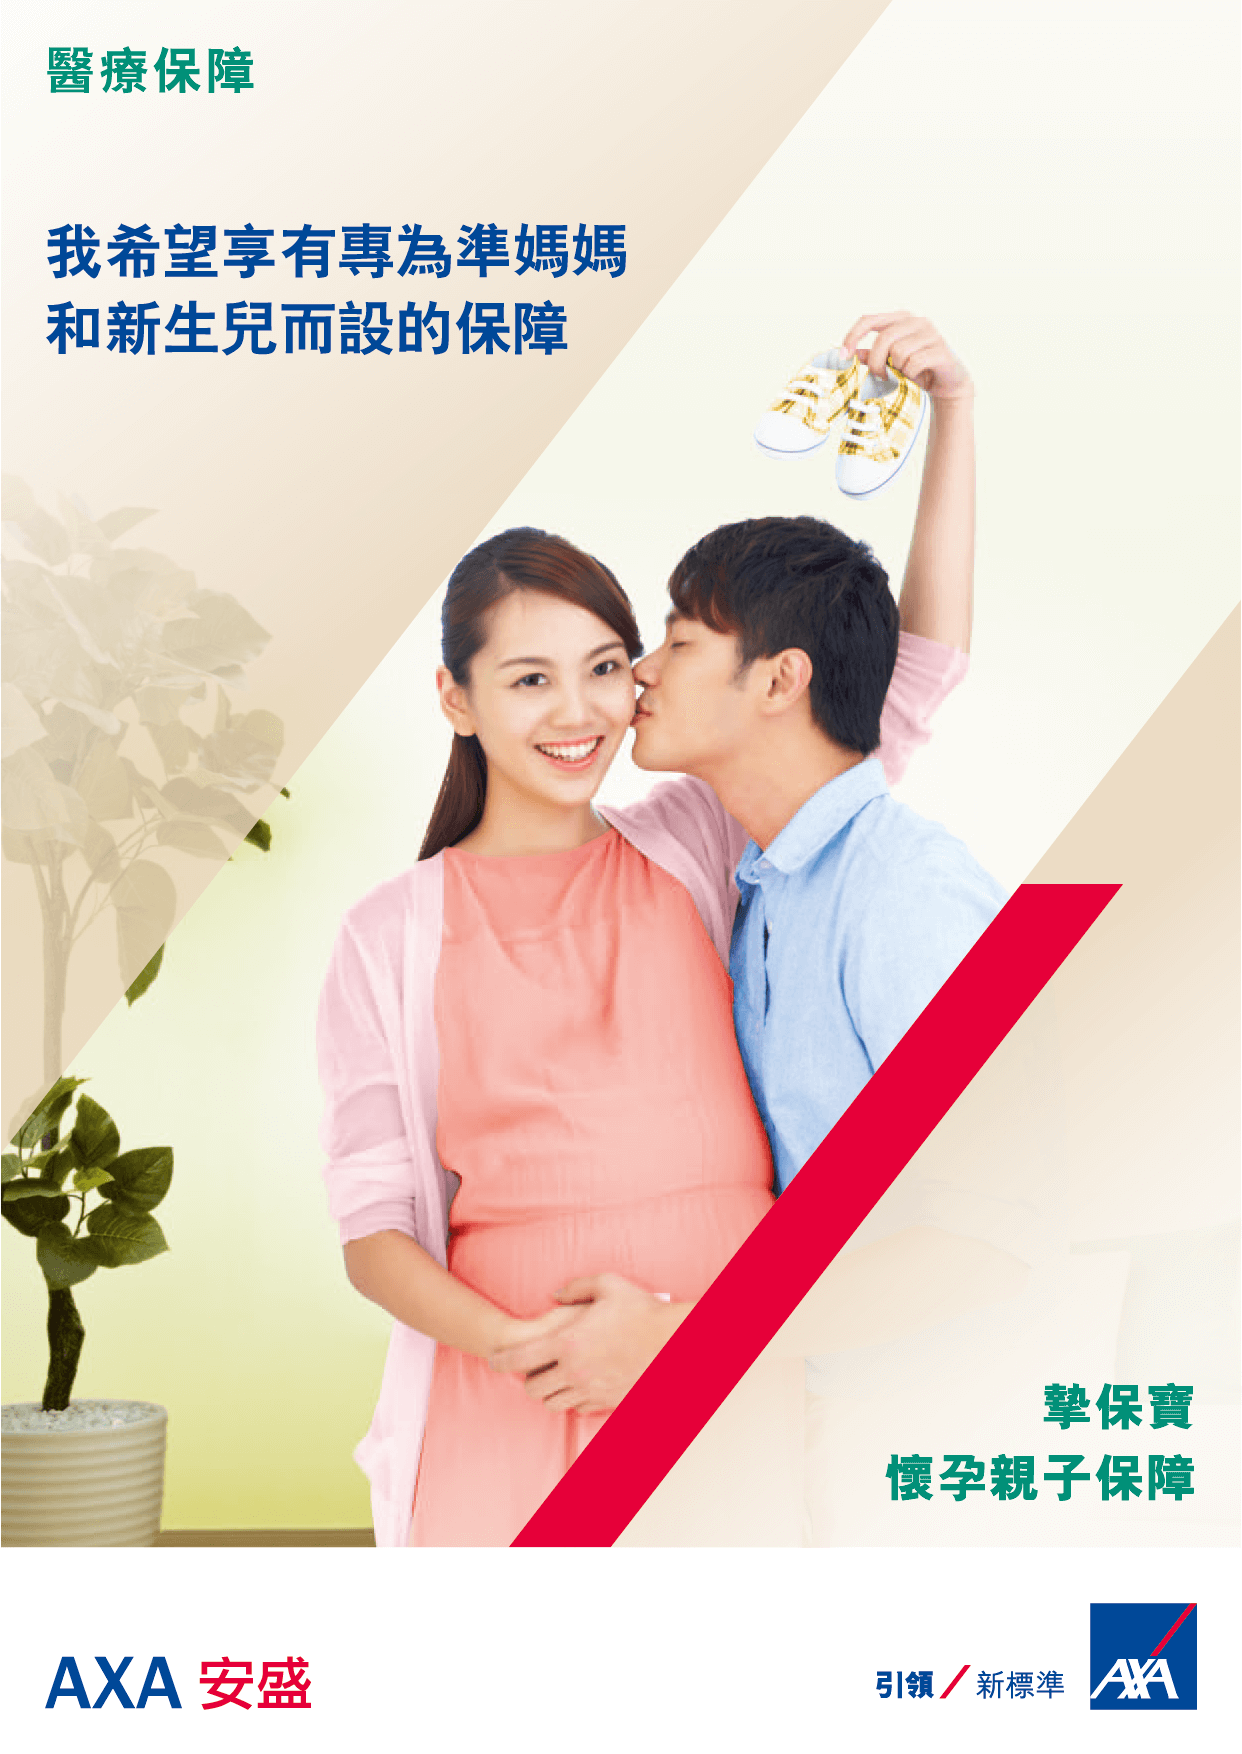 醫療保障
我希望享有專為準媽媽
和新生兒而設的保障
摯保寶
懷孕親子保障
AXA 安盛
引領 / 新標準
AXA